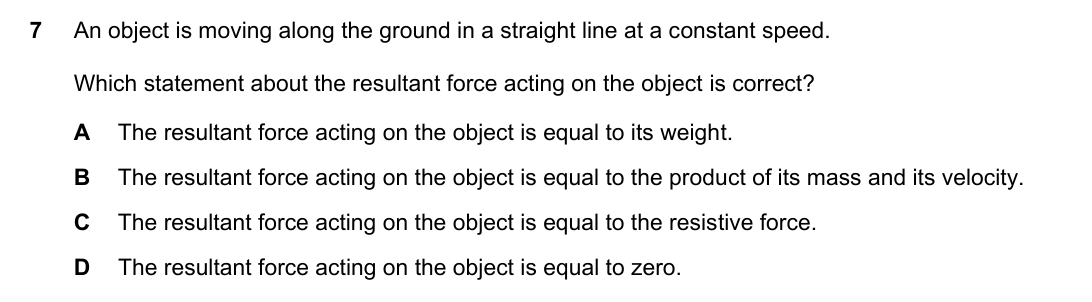 7 An object is moving along the ground in a straight line at a constant speed.
Which statement about the resultant force acting on the object is correct?
A The resultant force acting on the object is equal to its weight.
B The resultant force acting on the object is equal to the product of its mass and its velocity.
C The resultant force acting on the object is equal to the resistive force.
D The resultant force acting on the object is equal to zero.